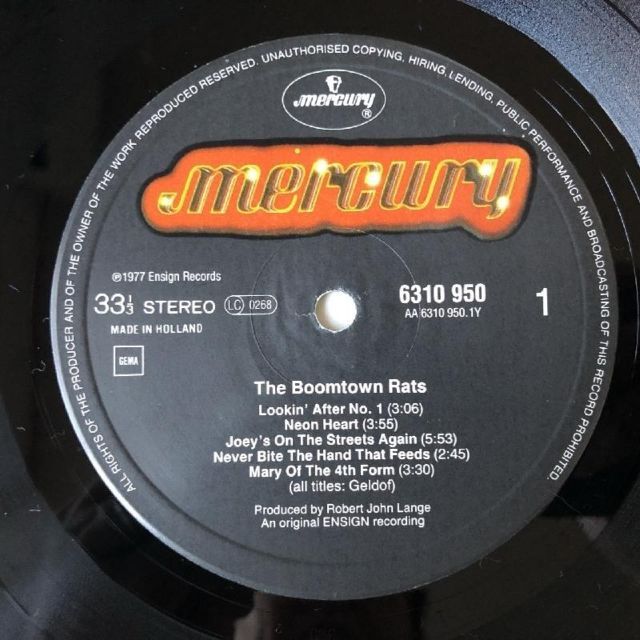 ALL RIGHTS OF THE PRODUCER AND OF THE OWNER OF THE WORK REPRODUCED RESERVED. UNAUTHORISED COPYING, HIRING, LENDING, PUBLIC PERFORMANCE AND BROADCASTING OF THIS RECORD PROHIBITED.
mercury
®
mercury
℗1977 Ensign Records
33⅓ STEREO LC 0268
MADE IN HOLLAND
GEMA
6310 950
AA 6310 950.1Y
1
The Boomtown Rats
Lookin' After No. 1 (3:06)
Neon Heart (3:55)
Joey's On The Streets Again (5:53)
Never Bite The Hand That Feeds (2:45)
Mary Of The 4th Form (3:30)
(all titles: Geldof)
Produced by Robert John Lange
An original ENSIGN recording